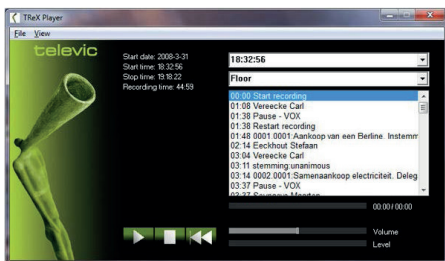 TReX Player
File View
televic
Start date: 2008-3-31
Start time: 18:32:56
Stop time: 19:18:22
Recording time: 44:59
18:32:56
Floor
00:00 Start recording
01:08 Vereecke Carl
01:38 Pause - VOX
01:38 Restart recording
01:48 0001.0001:Aankoop van een Berline. Instemm
02:14 Eeckhout Stefaan
03:04 Vereecke Carl
03:11 stemming:unanimous
03:14 0002.0001:Samenaankoop electriciteit. Deleg
03:37 Pause - VOX
03:37
00:00/ 00:00
Volume
Level